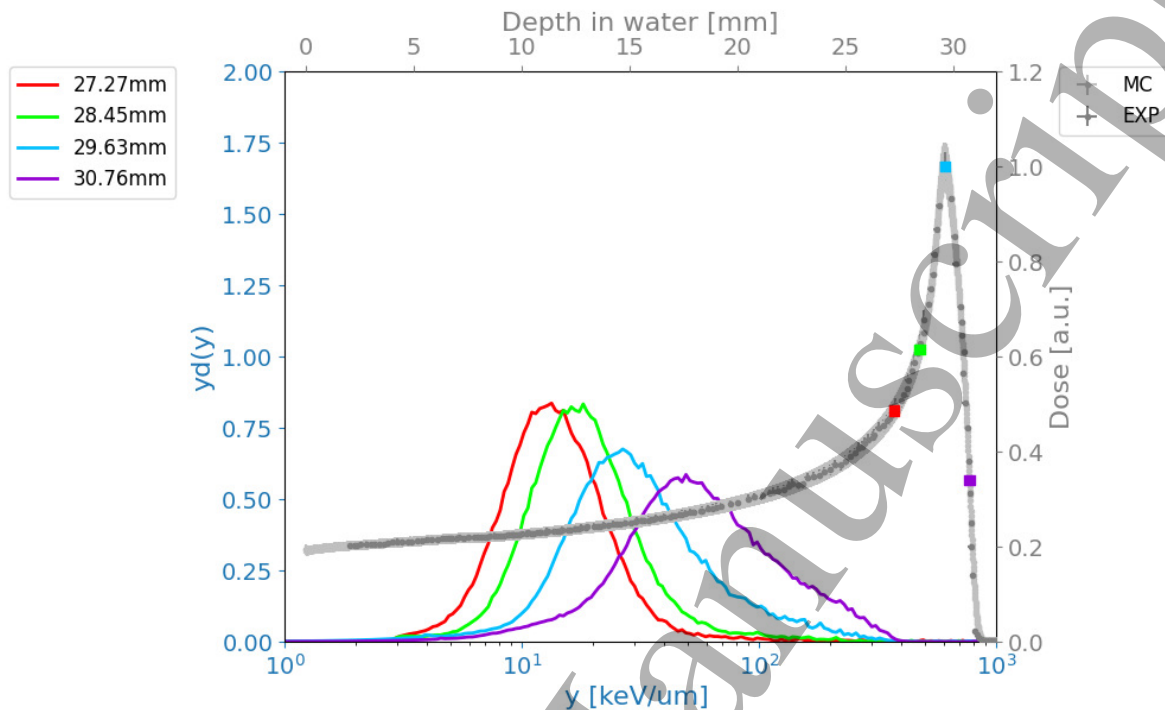 Depth in water [mm]
0 5 10 15 20 25 30
27.27mm
28.45mm
29.63mm
30.76mm
MC
EXP
2.00
1.75
1.50
1.25
1.00
0.75
0.50
0.25
0.00
yd(y)
1.2
1.0
0.8
0.6
0.4
0.2
0.0
Dose [a.u.]
10⁰ 10¹ 10² 10³
y [keV/um]
anuscrip